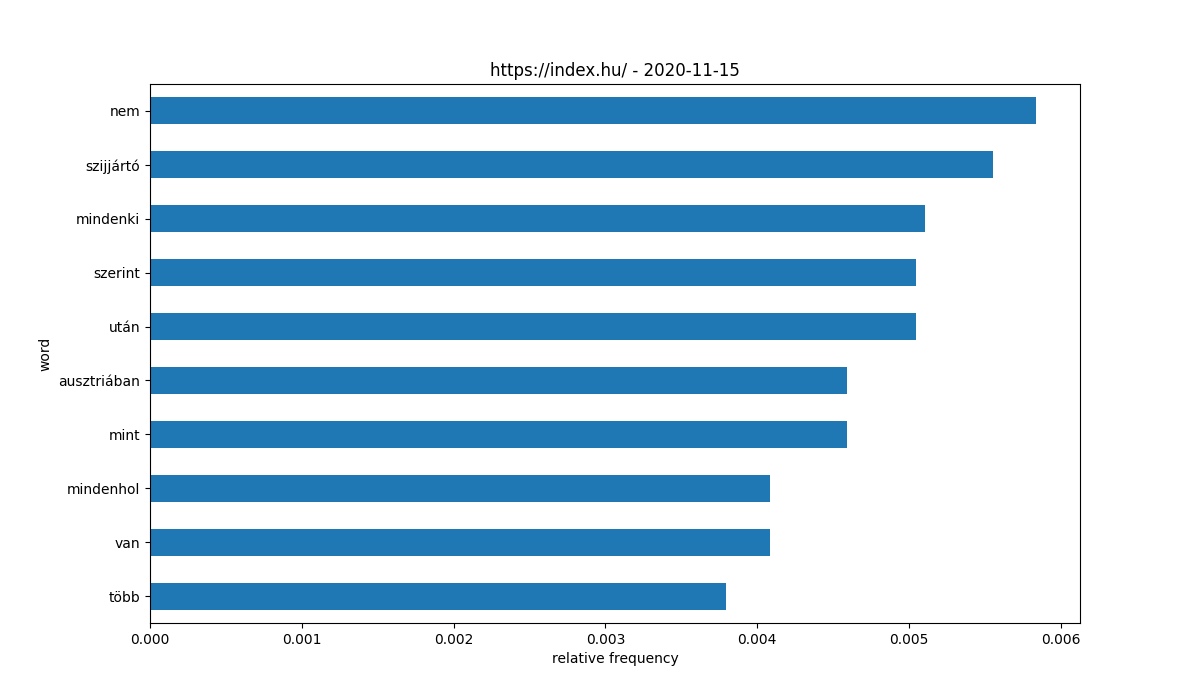 https://index.hu/ - 2020-11-15
nem
szijjártó
mindenki
szerint
után
ausztriában
mint
mindenhol
van
több
word
0.000 0.001 0.002 0.003 0.004 0.005 0.006
relative frequency